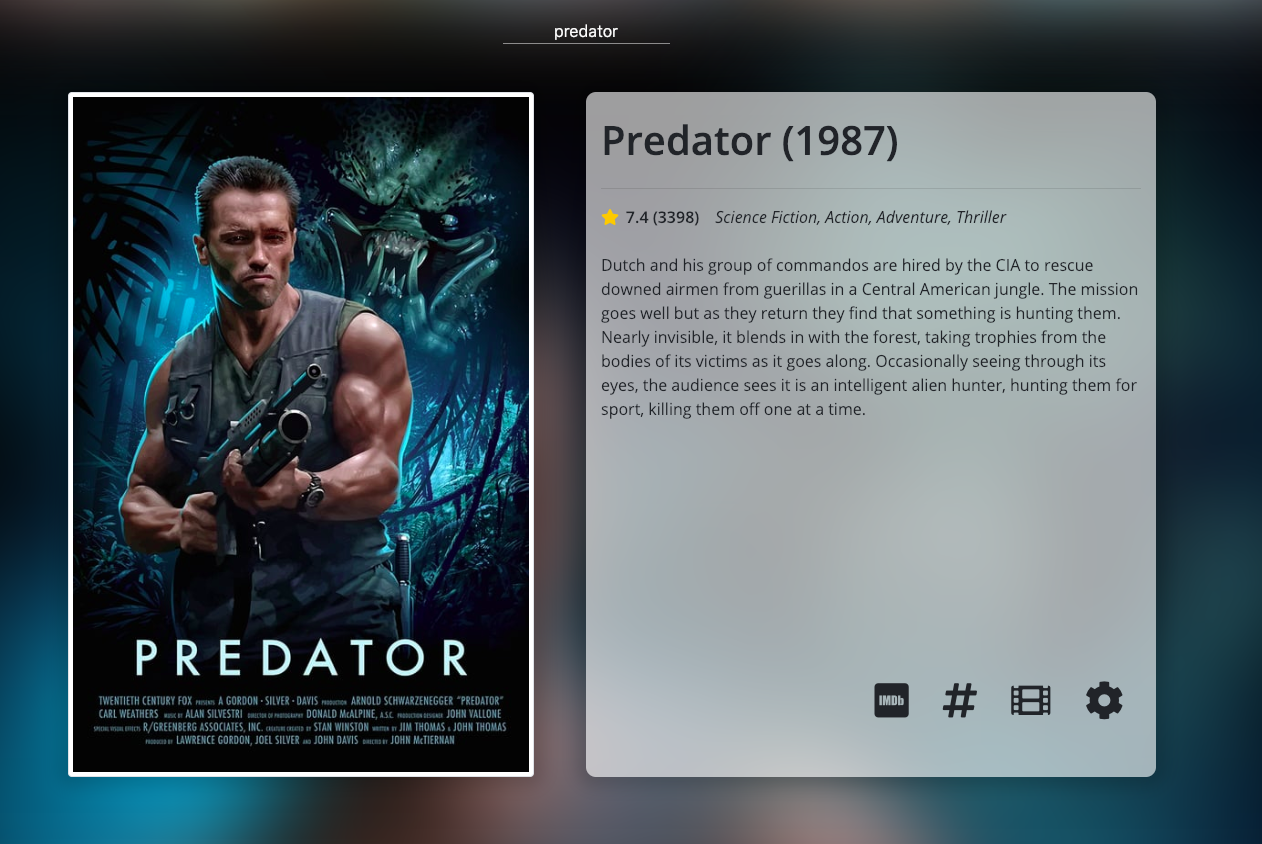 predator
Predator (1987)
7.4 (3398) Science Fiction, Action, Adventure, Thriller
Dutch and his group of commandos are hired by the CIA to rescue
downed airmen from guerillas in a Central American jungle. The mission
goes well but as they return they find that something is hunting them.
Nearly invisible, it blends in with the forest, taking trophies from the
bodies of its victims as it goes along. Occasionally seeing through its
eyes, the audience sees it is an intelligent alien hunter, hunting them for
sport, killing them off one at a time.
IMDb #
PREDATOR
TWENTIETH CENTURY FOX PRESENTS A GORDON · SILVER · DAVIS PRODUCTION ARNOLD SCHWARZENEGGER "PREDATOR"
CARL WEATHERS MUSIC BY ALAN SILVESTRI DIRECTOR OF PHOTOGRAPHY DONALD McALPINE, A.S.C. PRODUCTION DESIGNER JOHN VALLONE
SPECIAL VISUAL EFFECTS R/GREENBERG ASSOCIATES, INC. CREATURE CREATED BY STAN WINSTON WRITTEN BY JIM THOMAS & JOHN THOMAS
PRODUCED BY LAWRENCE GORDON, JOEL SILVER AND JOHN DAVIS DIRECTED BY JOHN McTIERNAN